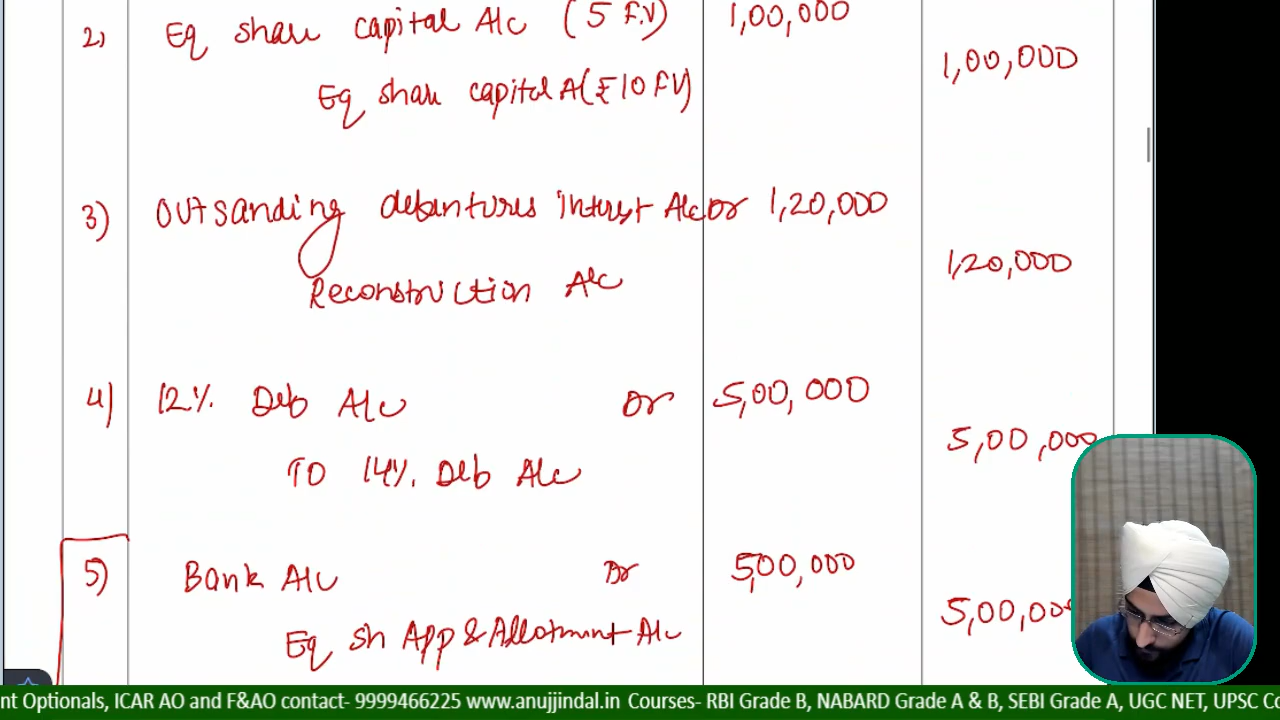 2) Eq share capital A/c (5 F.V) 1,00,000
1,00,000
Eq share capital A(₹10 FV)
3) Outsanding debantures interest A/c Dr 1,20,000
1,20,000
Reconstruction A/c
4) 12% Deb A/c Dr 5,00,000
5,00,000
To 14% Deb A/c
5) Bank A/c Dr 5,00,000
5,00,000
Eq sh App & Allotment A/c
nt Optionals, ICAR AO and F&AO contact- 9999466225 www.anujjindal.in Courses- RBI Grade B, NABARD Grade A & B, SEBI Grade A, UGC NET, UPSC Co